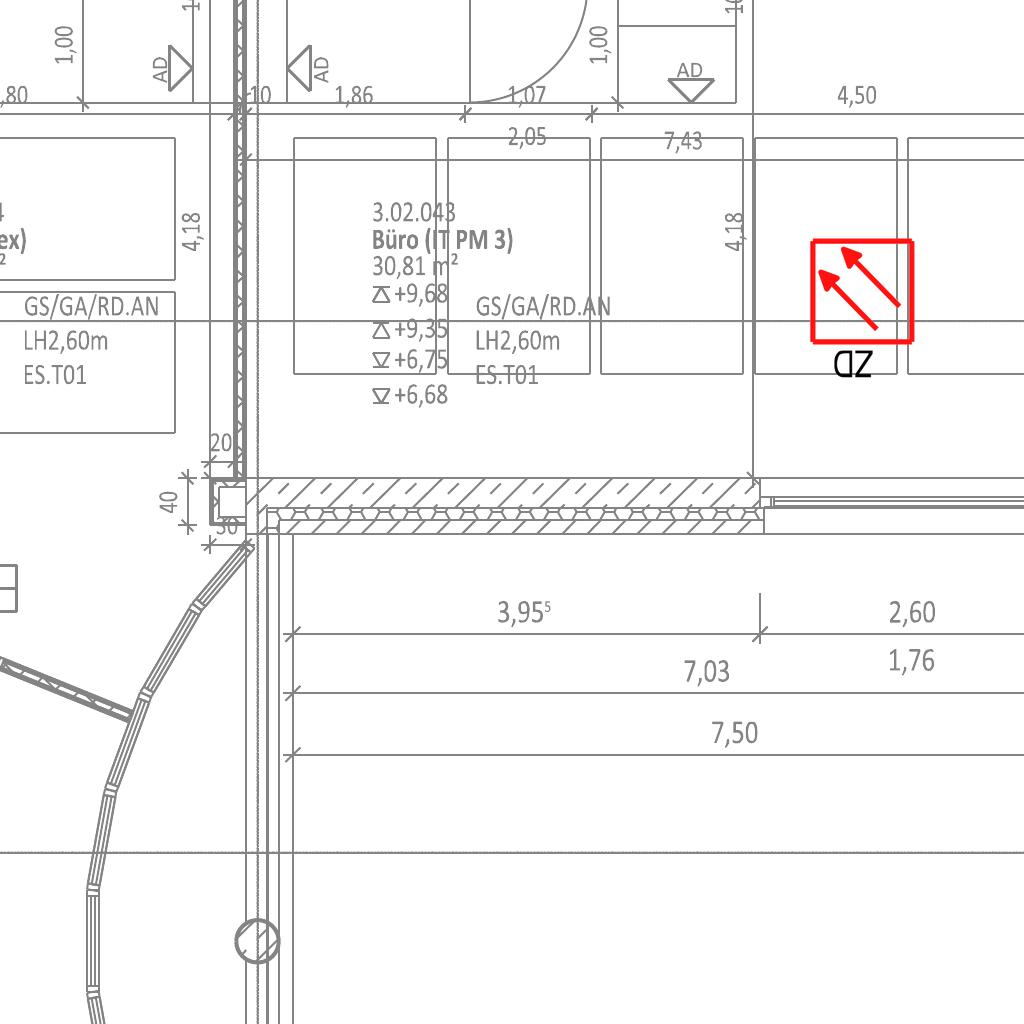 1,00
AD
AD
1,00
AD
,80
10
1,86
1,07
4,50
2,05
7,43
4,18
3.02.043
Büro (IT PM 3)
30,81 m²
+9,68
+9,35
+6,75
+6,68
4,18
ex)
GS/GA/RD.AN
LH2,60m
ES.T01
GS/GA/RD.AN
LH2,60m
ES.T01
ZD
20
40
30
3,95⁵
2,60
7,03
1,76
7,50